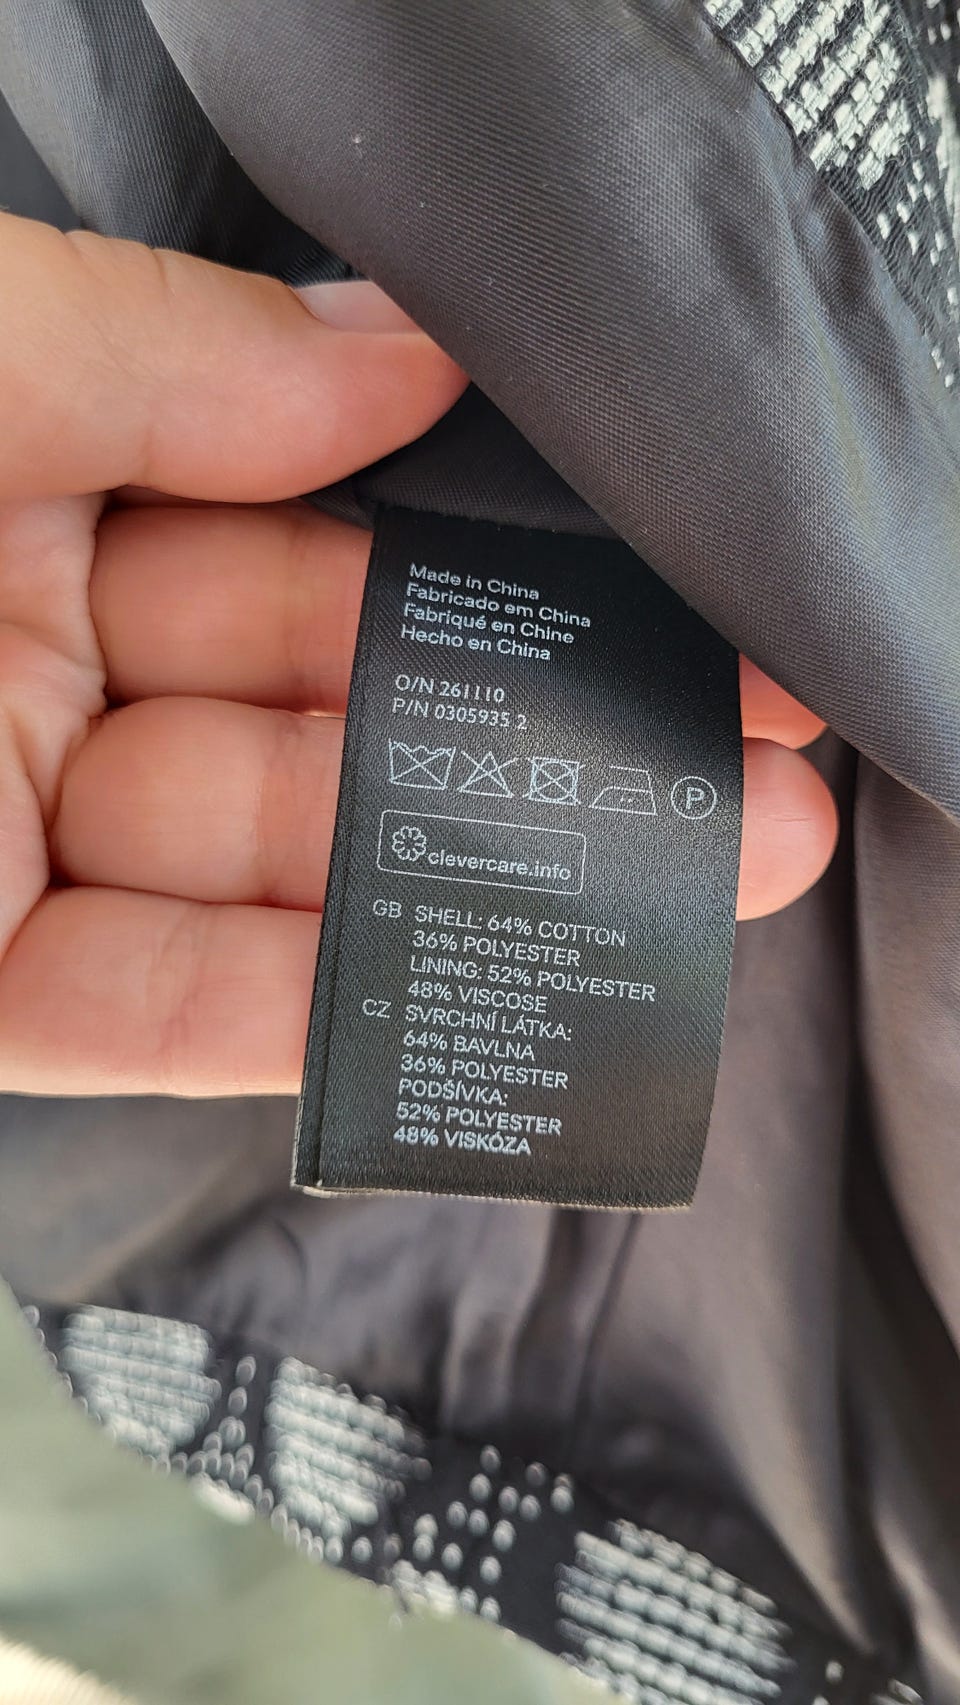 Made in China
Fabricado em China
Fabriqué en Chine
Hecho en China
O/N 261110
P/N 0305935 2
P
clevercare.info
GB SHELL: 64% COTTON
36% POLYESTER
LINING: 52% POLYESTER
48% VISCOSE
CZ SVRCHNÍ LÁTKA:
64% BAVLNA
36% POLYESTER
PODŠÍVKA:
52% POLYESTER
48% VISKÓZA